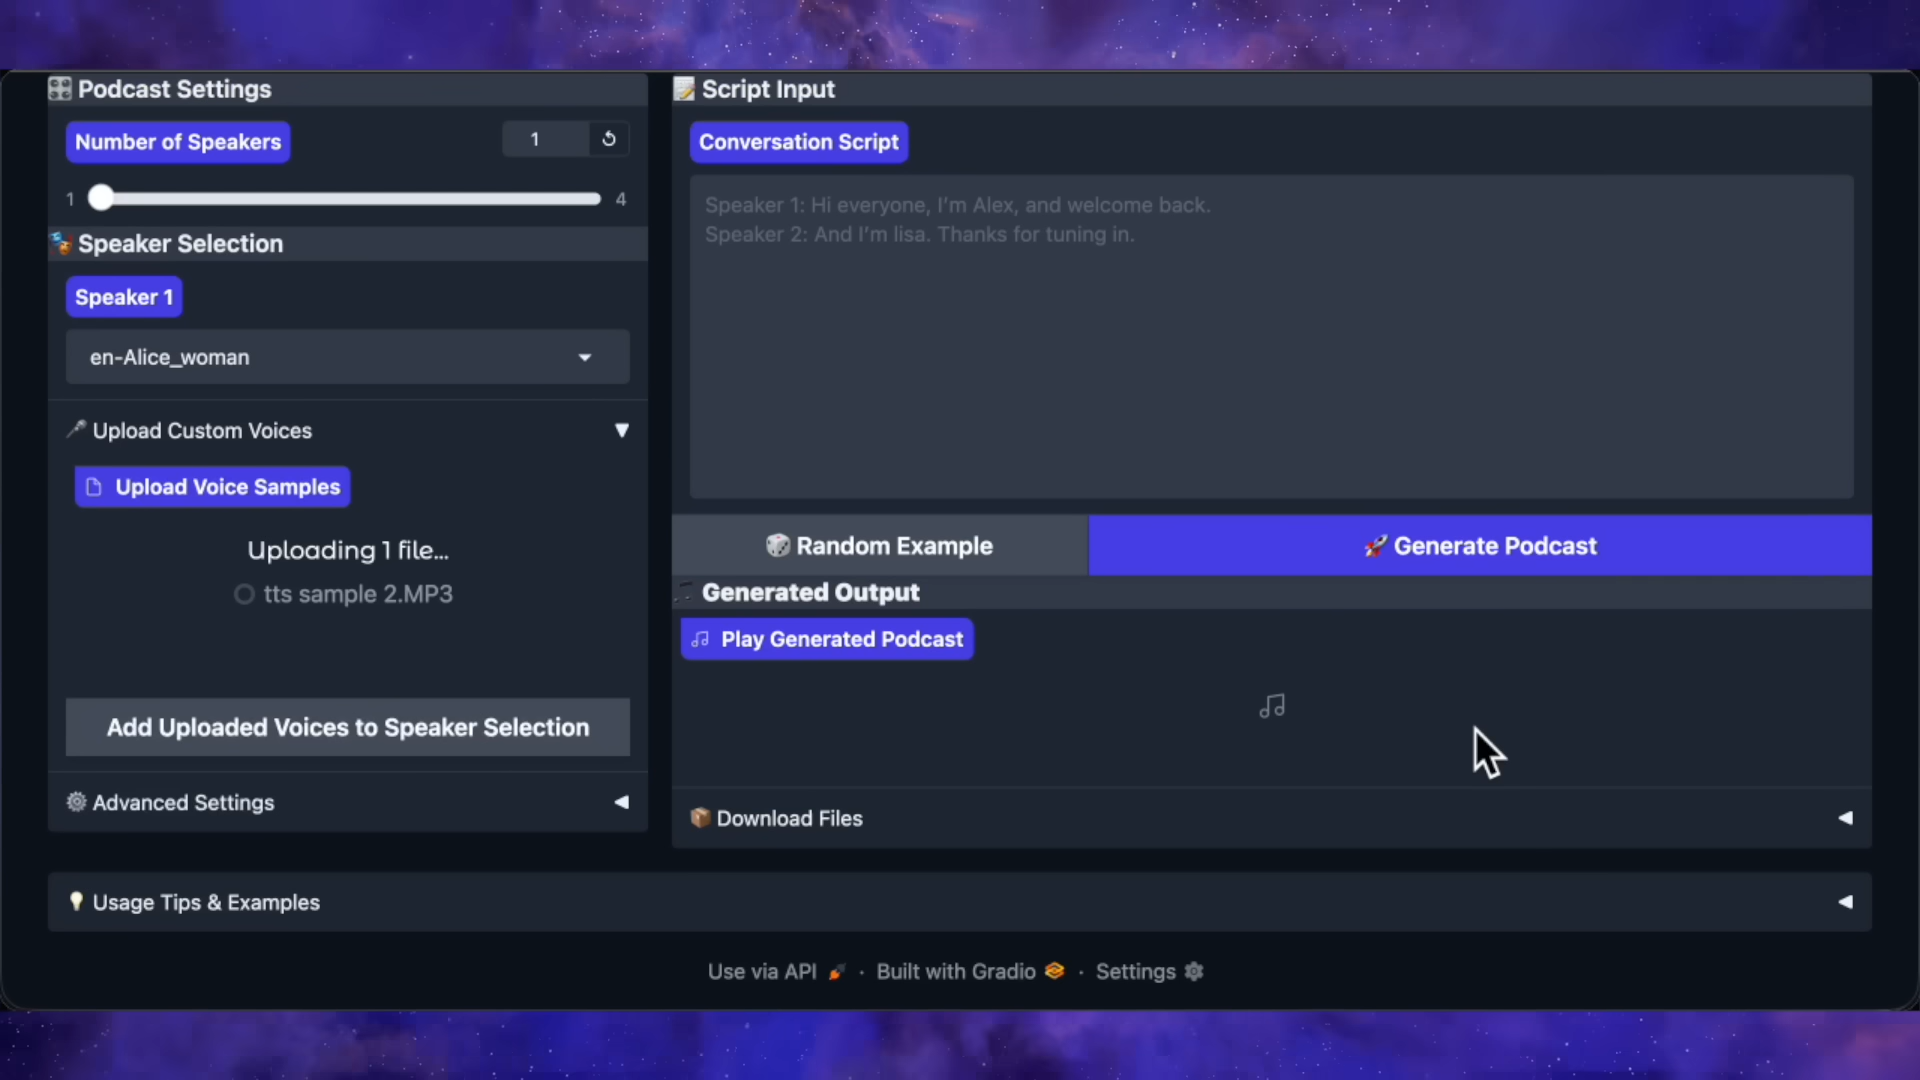 Podcast Settings
Number of Speakers
1
1
4
Speaker Selection
Speaker 1
en-Alice_woman
Upload Custom Voices
Upload Voice Samples
Uploading 1 file...
tts sample 2.MP3
Add Uploaded Voices to Speaker Selection
Advanced Settings
Script Input
Conversation Script
Speaker 1: Hi everyone, I'm Alex, and welcome back.
Speaker 2: And I'm lisa. Thanks for tuning in.
Random Example
Generate Podcast
Generated Output
Play Generated Podcast
Download Files
Usage Tips & Examples
Use via API · Built with Gradio · Settings